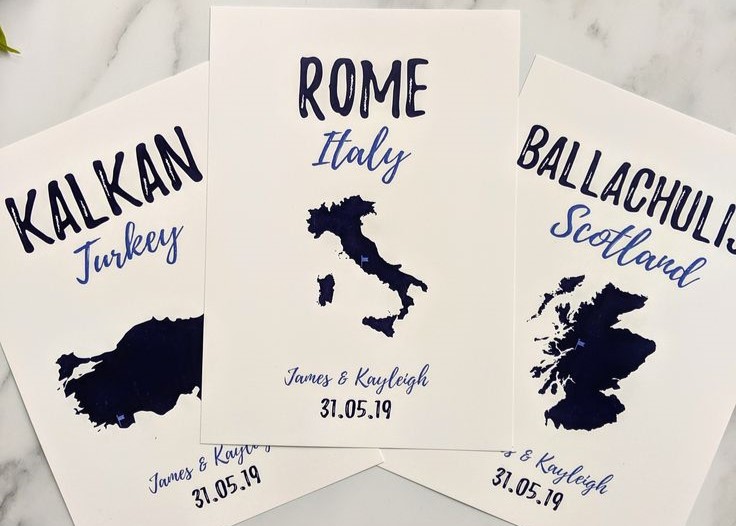 KALKAN
Turkey
James & Kayleigh
31.05.19
ROME
Italy
James & Kayleigh
31.05.19
Scotland
& Kayleigh
31.05.19